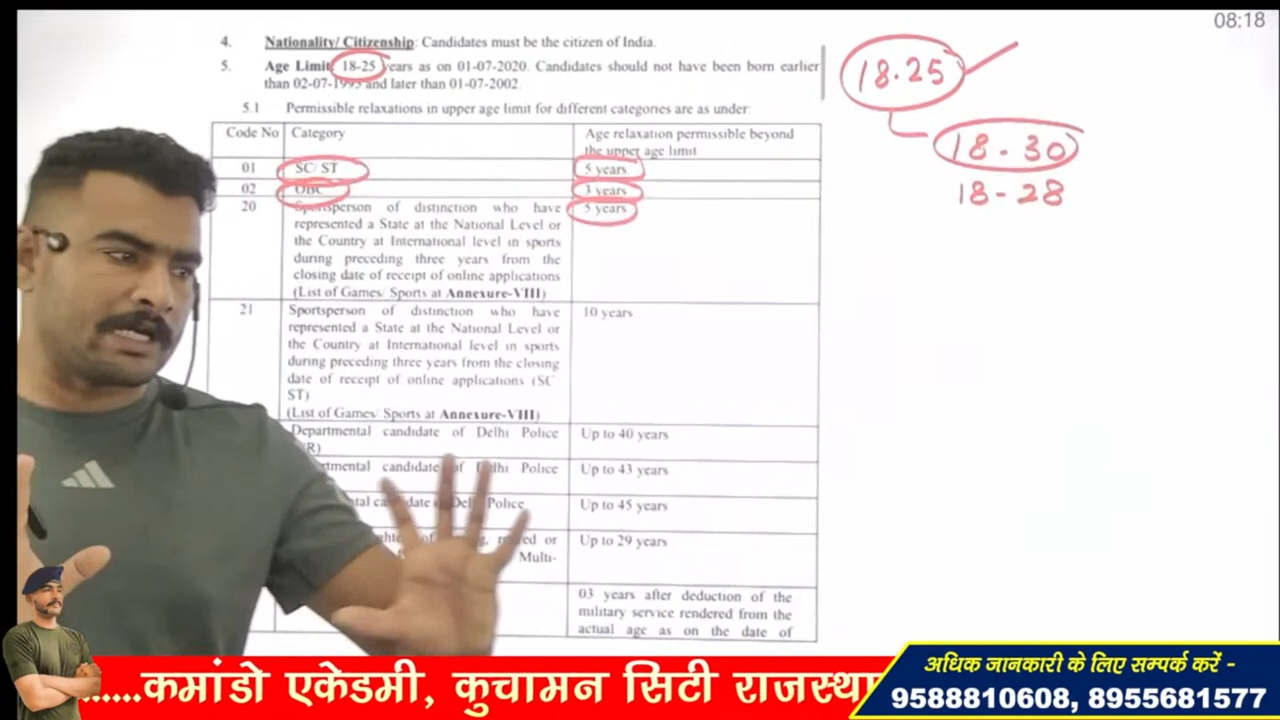 08:18
4. Nationality/ Citizenship: Candidates must be the citizen of India.
5. Age Limit: 18-25 years as on 01-07-2020. Candidates should not have been born earlier
than 02-07-1995 and later than 01-07-2002.
5.1 Permissible relaxations in upper age limit for different categories are as under
Code No Category Age relaxation permissible beyond
the upper age limit
01 SC/ ST 5 years
02 OBC 3 years
20 Sportsperson of distinction who have 5 years
represented a State at the National Level or
the Country at International level in sports
during preceding three years from the
closing date of receipt of online applications
(List of Games/ Sports at Annexure-VIII)
21 Sportsperson of distinction who have 10 years
represented a State at the National Level or
the Country at International level in sports
during preceding three years from the closing
date of receipt of online applications (SC
ST)
(List of Games/ Sports at Annexure-VIII)
Departmental candidate of Delhi Police Up to 40 years
candidate of Delhi Police Up to 43 years
Delhi Police Up to 45 years
or Up to 29 years
Multi-
03 years after deduction of the
military service rendered from the
actual age as on the date of
18.25
18-30
18-28
......कमांडो एकेडमी, कुचामन सिटी
अधिक जानकारी के लिए सम्पर्क करें -
9588810608, 8955681577